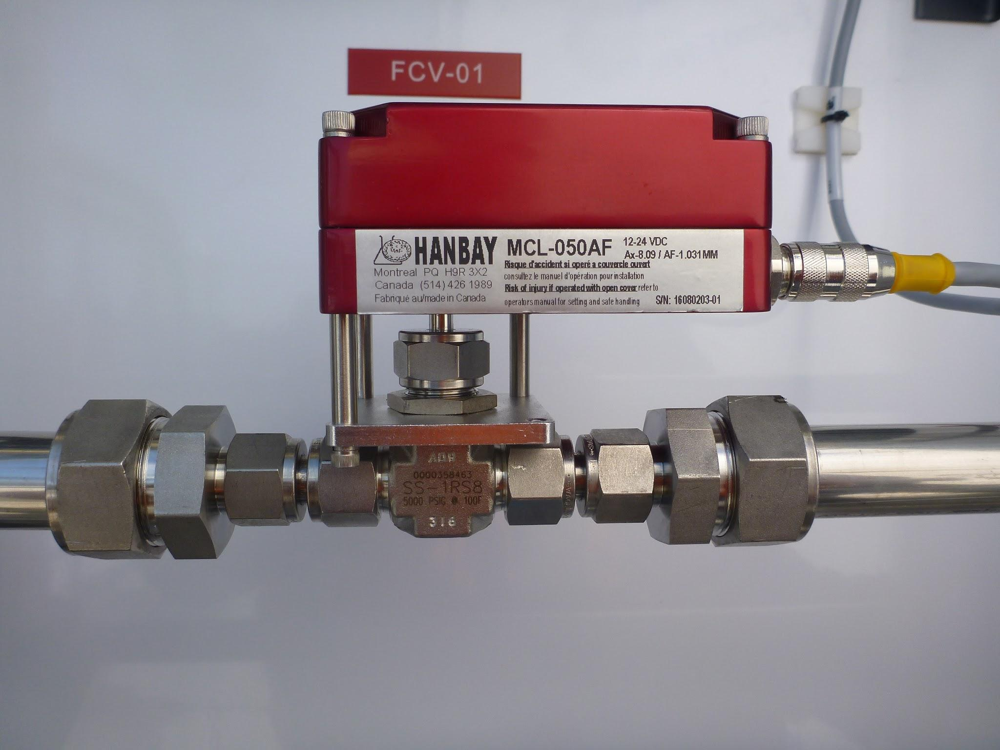 FCV-01
HANBAY
Montreal PQ H9R 3X2
Canada (514) 426 1989
Fabriqué au/made in Canada
MCL-050AF
12-24 VDC
Ax-8.09 / AF-1.031MM
Risque d'accident si operé a couvercle ouvert
consultez le manuel d'opération pour installation
Risk of injury if operated with open cover refer to
operators manual for setting and safe handling
S/N: 16080203-01
0000358463
SS-1RS8
5000 PSIG @ 100F
316